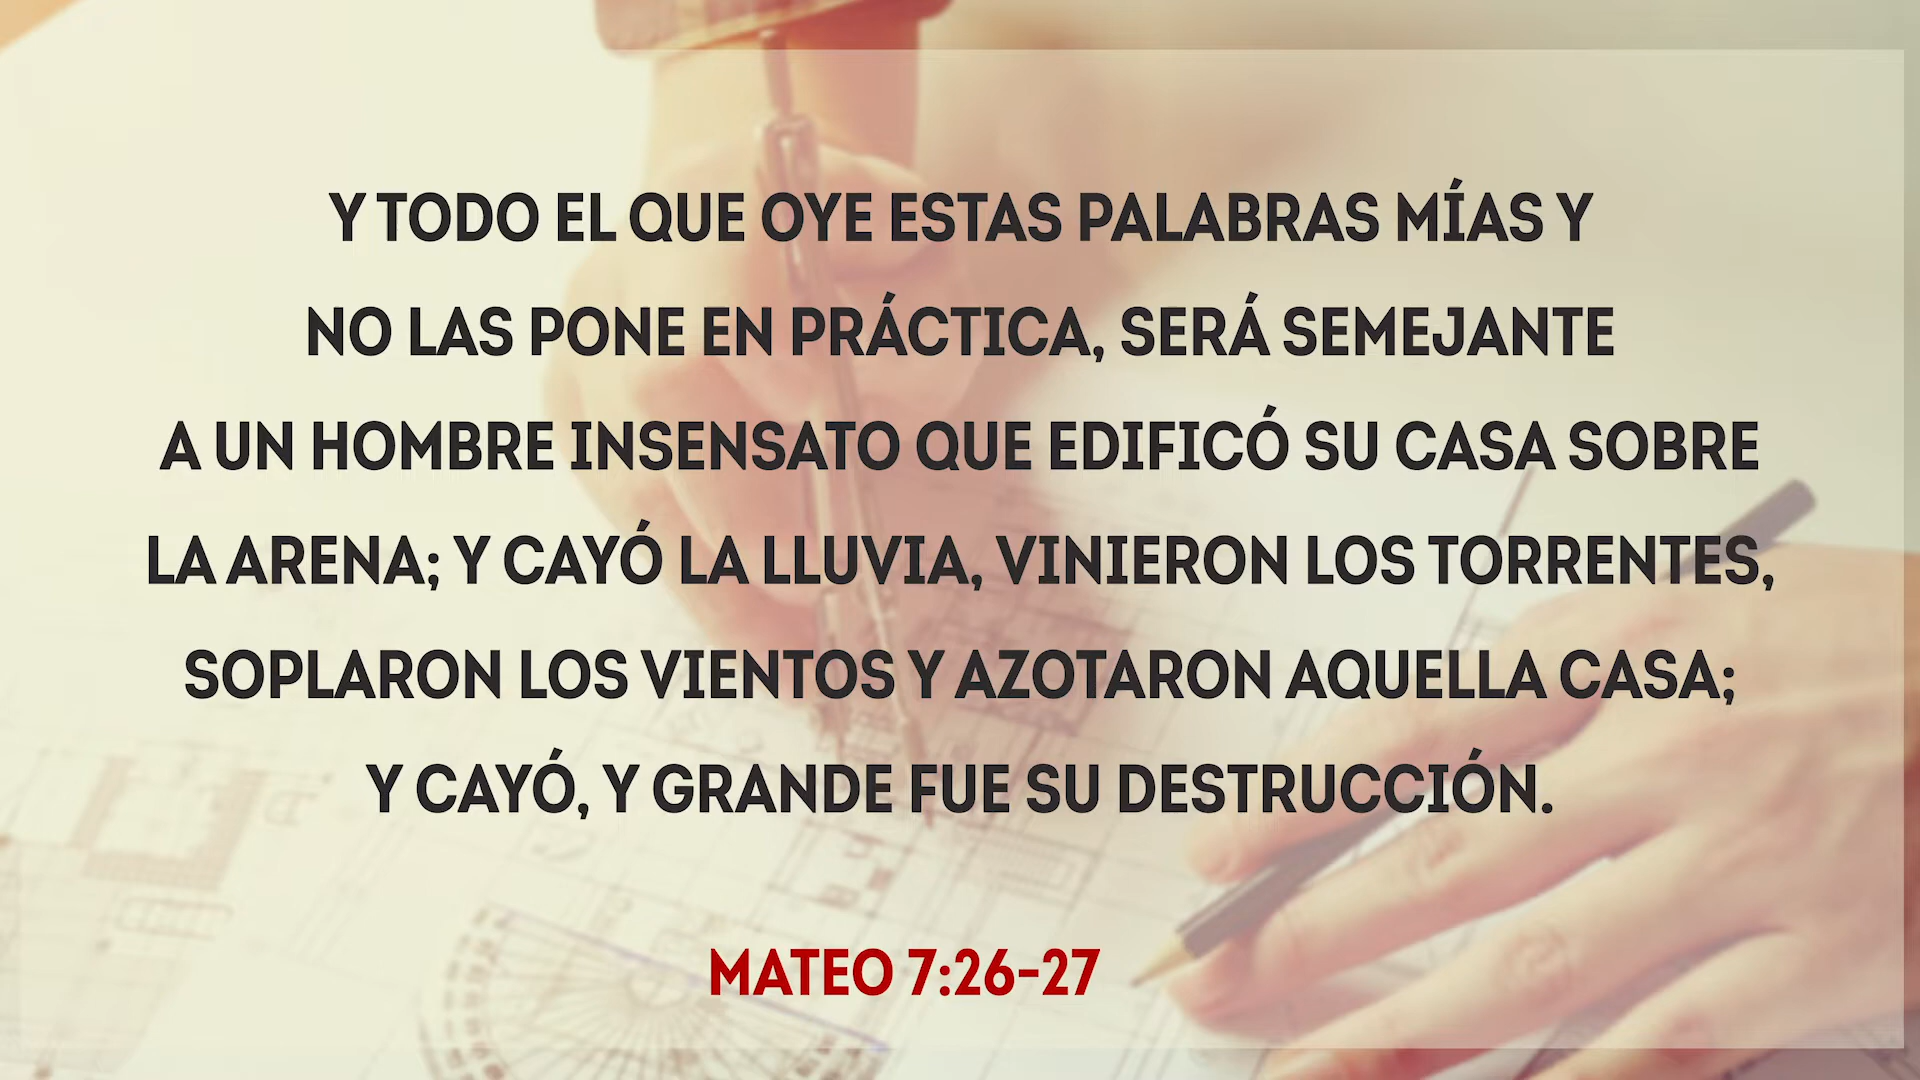 Y TODO EL QUE OYE ESTAS PALABRAS MÍAS Y
NO LAS PONE EN PRÁCTICA, SERÁ SEMEJANTE
A UN HOMBRE INSENSATO QUE EDIFICÓ SU CASA SOBRE
LA ARENA; Y CAYÓ LA LLUVIA, VINIERON LOS TORRENTES,
SOPLARON LOS VIENTOS Y AZOTARON AQUELLA CASA;
Y CAYÓ, Y GRANDE FUE SU DESTRUCCIÓN.
MATEO 7:26-27